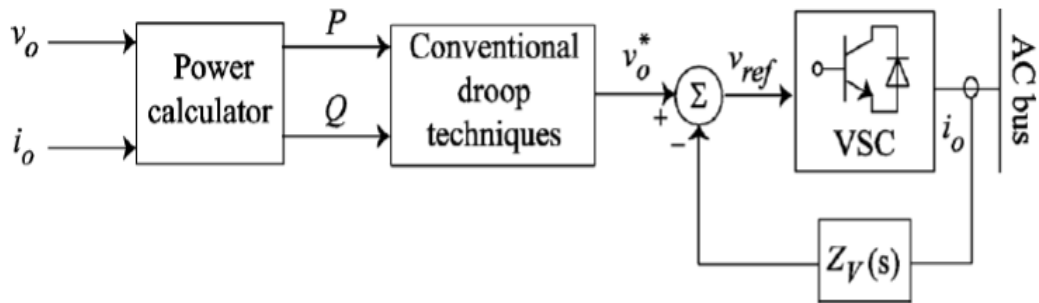 v_o
i_o
Power
calculator
P
Q
Conventional
droop
techniques
v_o^*
+
−
Σ
v_ref
VSC
i_o
AC bus
Z_V(s)